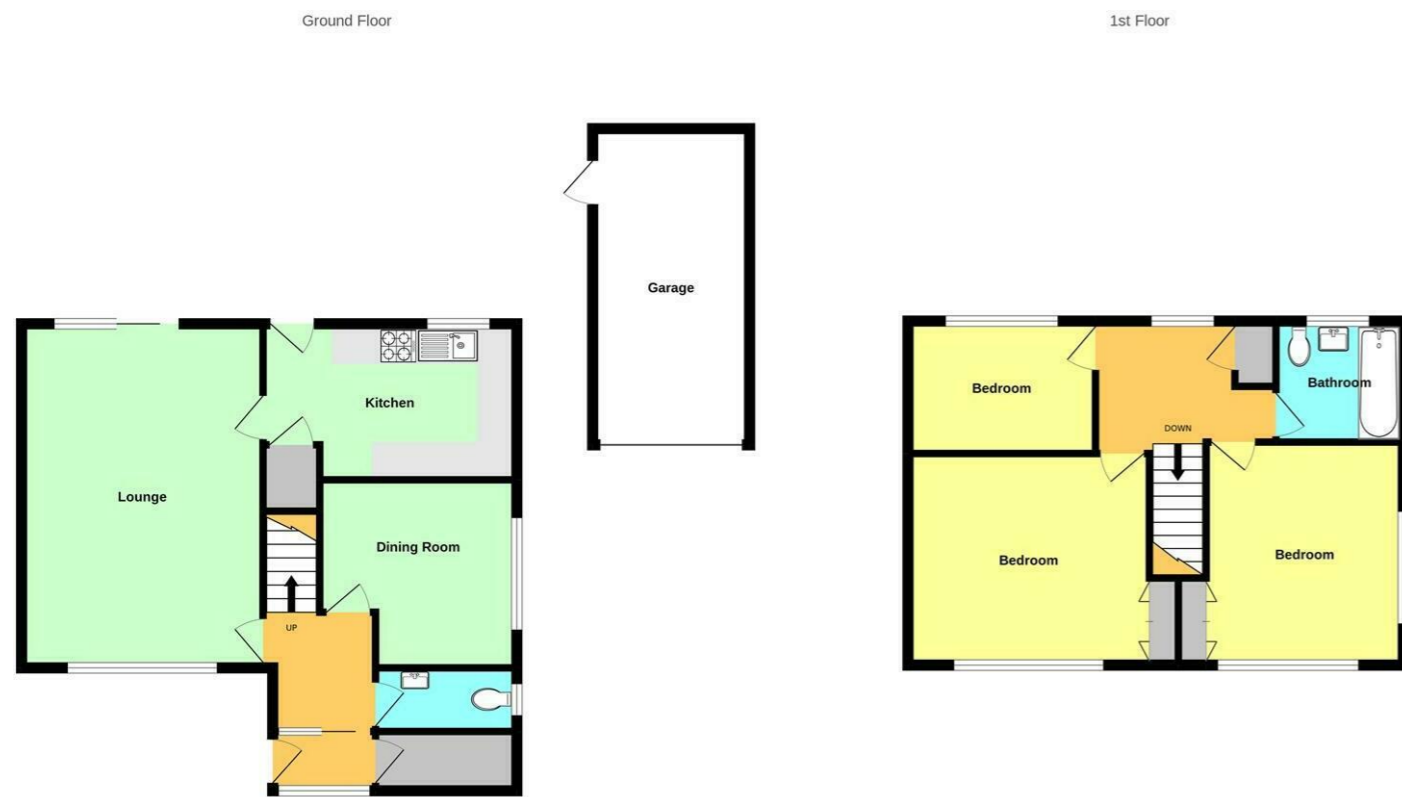 Ground Floor
1st Floor
Garage
Kitchen
Lounge
Dining Room
UP
Bedroom
Bathroom
DOWN
Bedroom
Bedroom